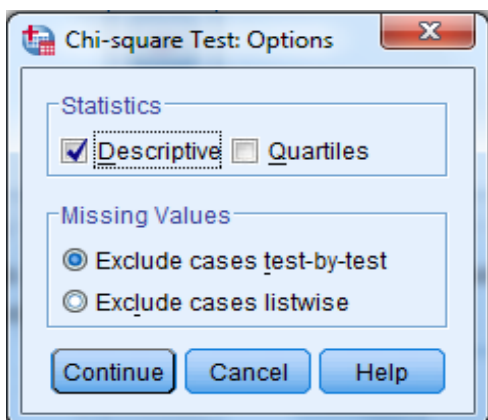 Chi-square Test: Options
Statistics
Descriptive Quartiles
Missing Values
Exclude cases test-by-test
Exclude cases listwise
Continue Cancel Help